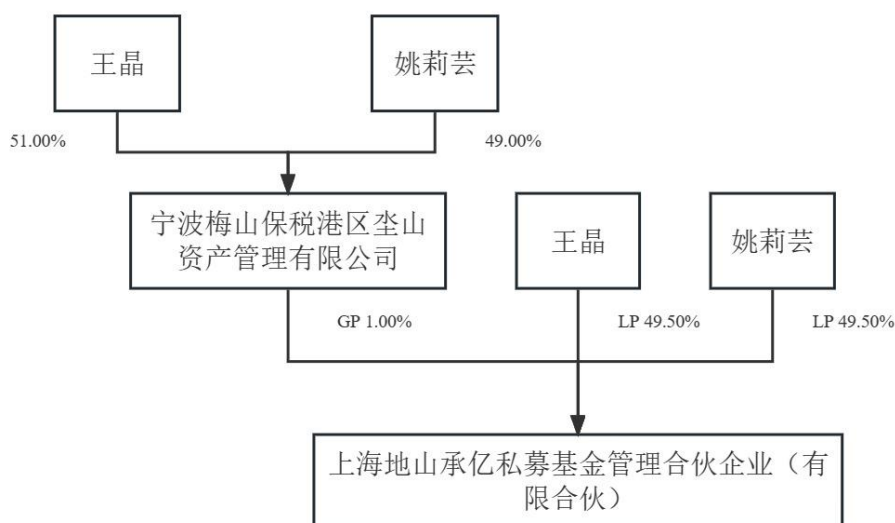 王晶
姚莉芸
51.00%
49.00%
宁波梅山保税港区坔山
资产管理有限公司
王晶
姚莉芸
GP 1.00%
LP 49.50%
LP 49.50%
上海地山承亿私募基金管理合伙企业（有
限合伙）